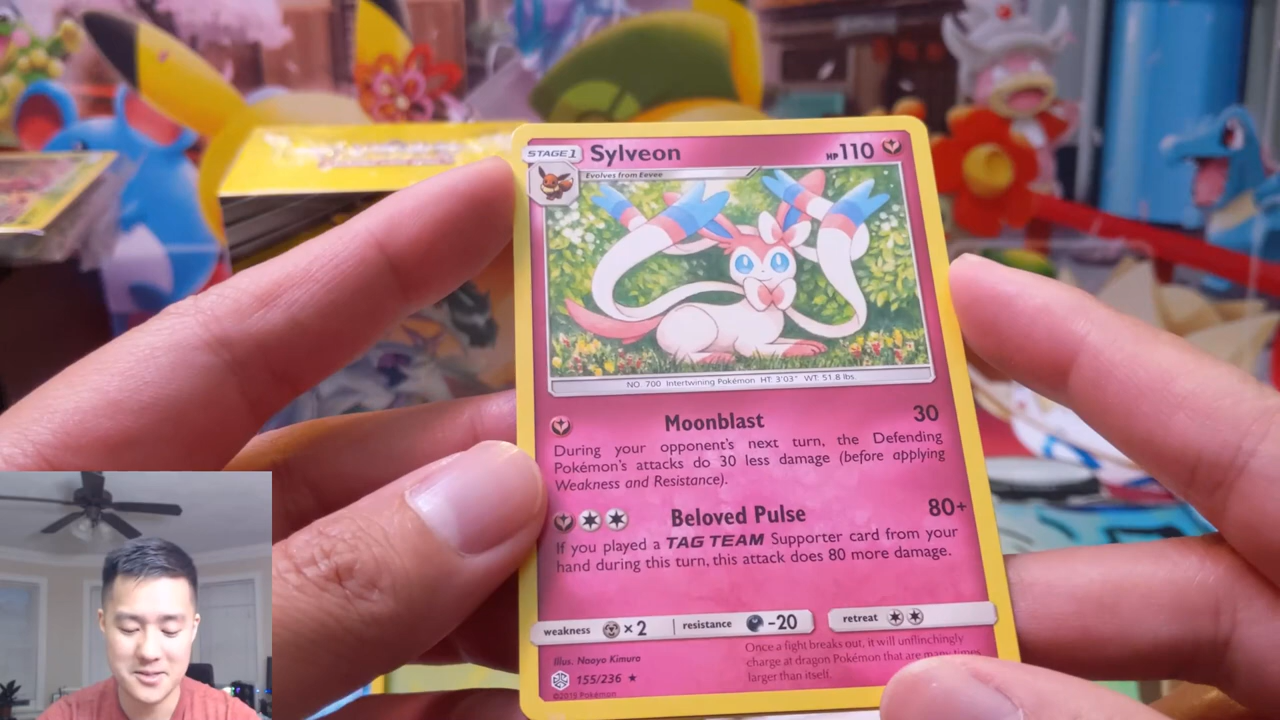 STAGE 1 Sylveon HP 110
Evolves from Eevee
NO. 700 Intertwining Pokémon HT: 3'03" WT: 51.8 lbs.
Moonblast 30
During your opponent's next turn, the Defending
Pokémon's attacks do 30 less damage (before applying
Weakness and Resistance).
Beloved Pulse 80+
If you played a TAG TEAM Supporter card from your
hand during this turn, this attack does 80 more damage.
weakness ×2 resistance -20 retreat
Illus. Naoyo Kimura
155/236
©2019 Pokémon
Once a fight breaks out, it will unflinchingly
charge at dragon Pokémon that are many times
larger than itself.